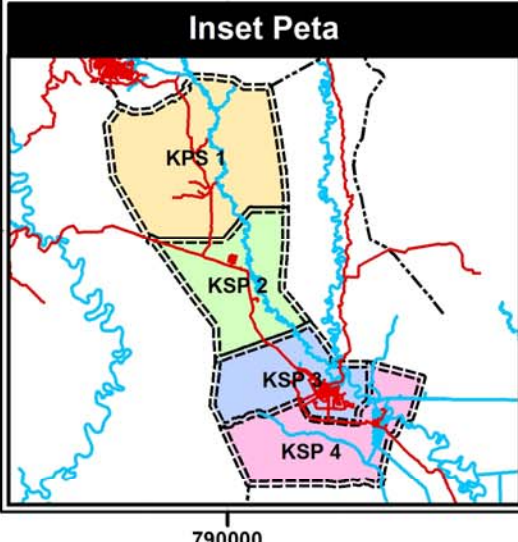 Inset Peta
KPS 1
KSP 2
KSP 3
KSP 4
790000